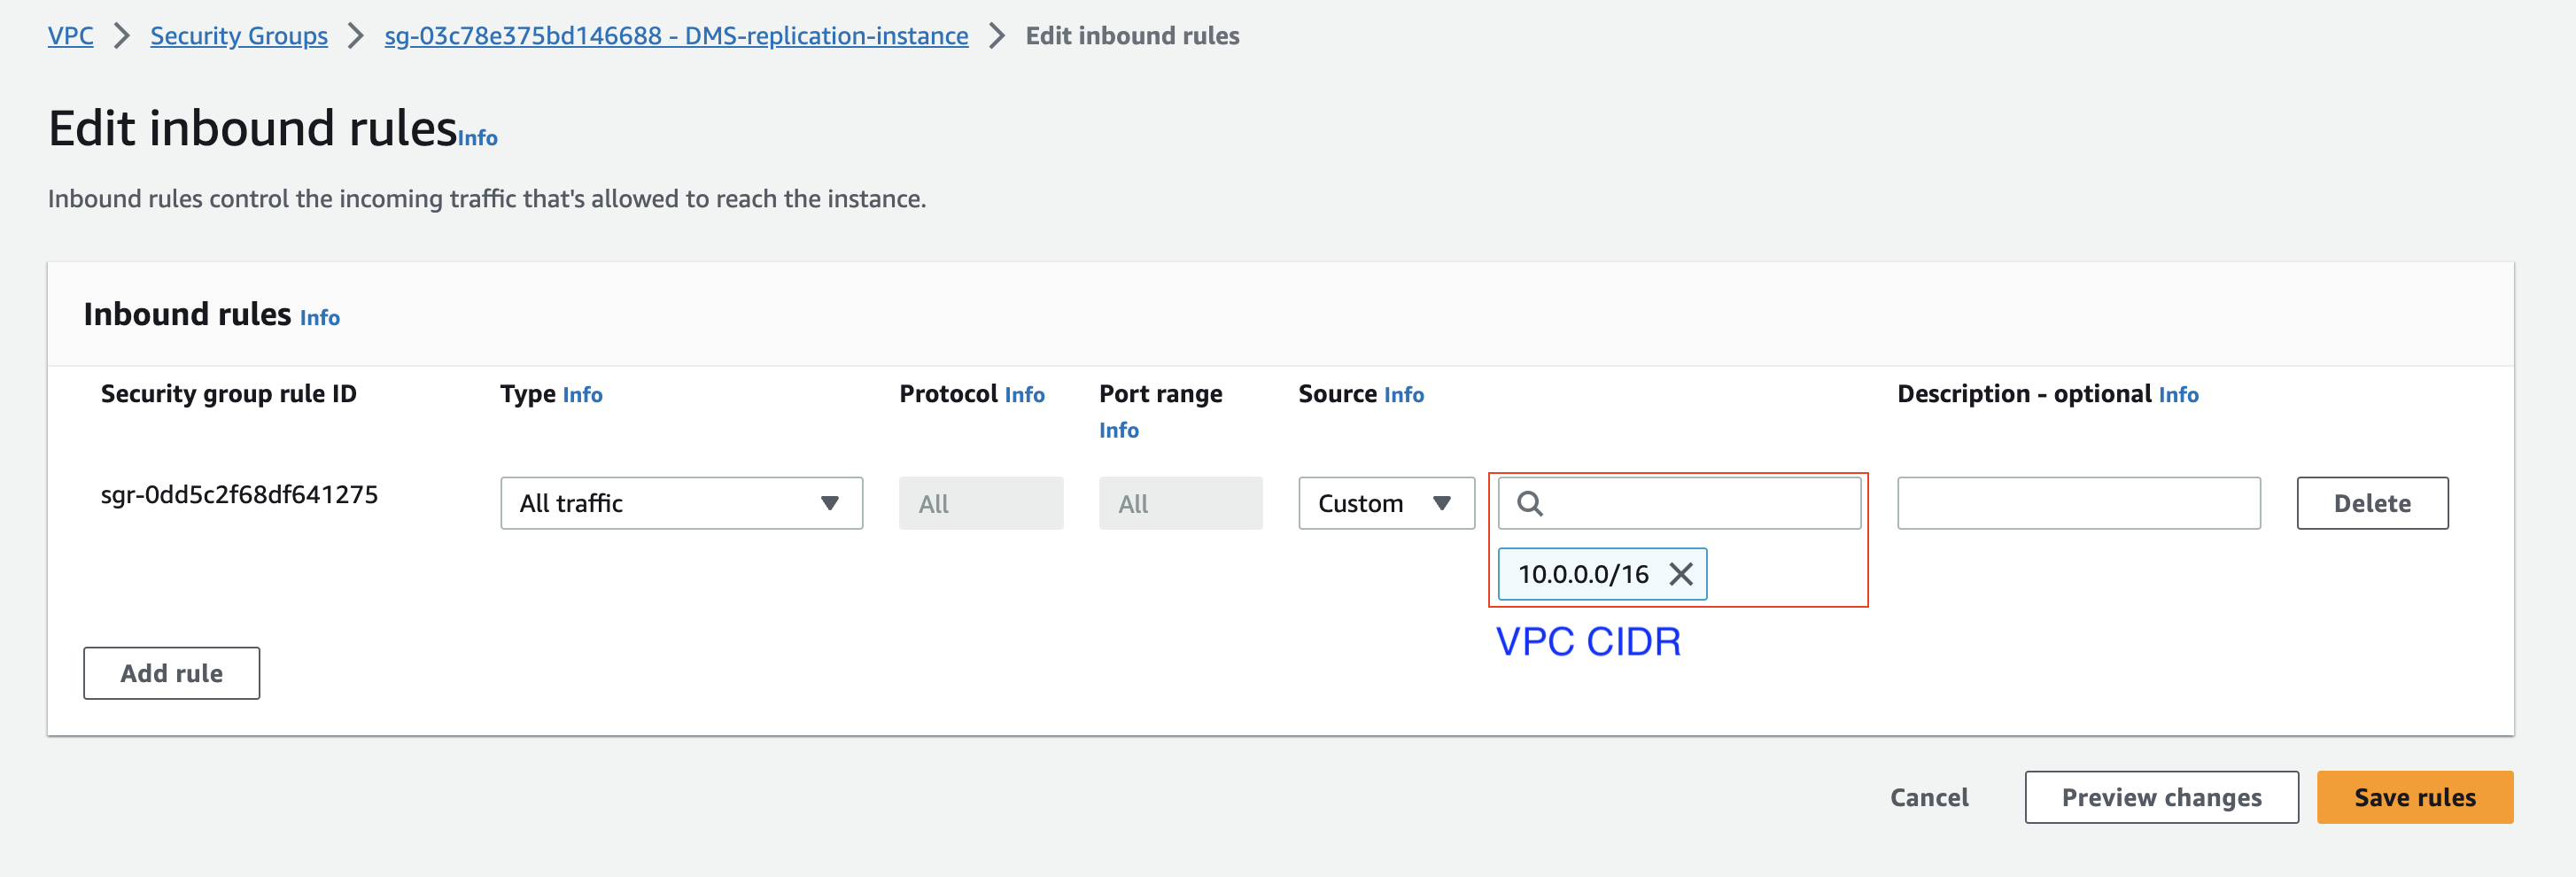 VPC > Security Groups > sg-03c78e375bd146688 - DMS-replication-instance > Edit inbound rules
Edit inbound rules Info
Inbound rules control the incoming traffic that's allowed to reach the instance.
Inbound rules Info
Security group rule ID Type Info Protocol Info Port range Source Info Description - optional Info
Info
sgr-0dd5c2f68df641275 All traffic All All Custom Delete
10.0.0.0/16
VPC CIDR
Add rule
Cancel Preview changes Save rules